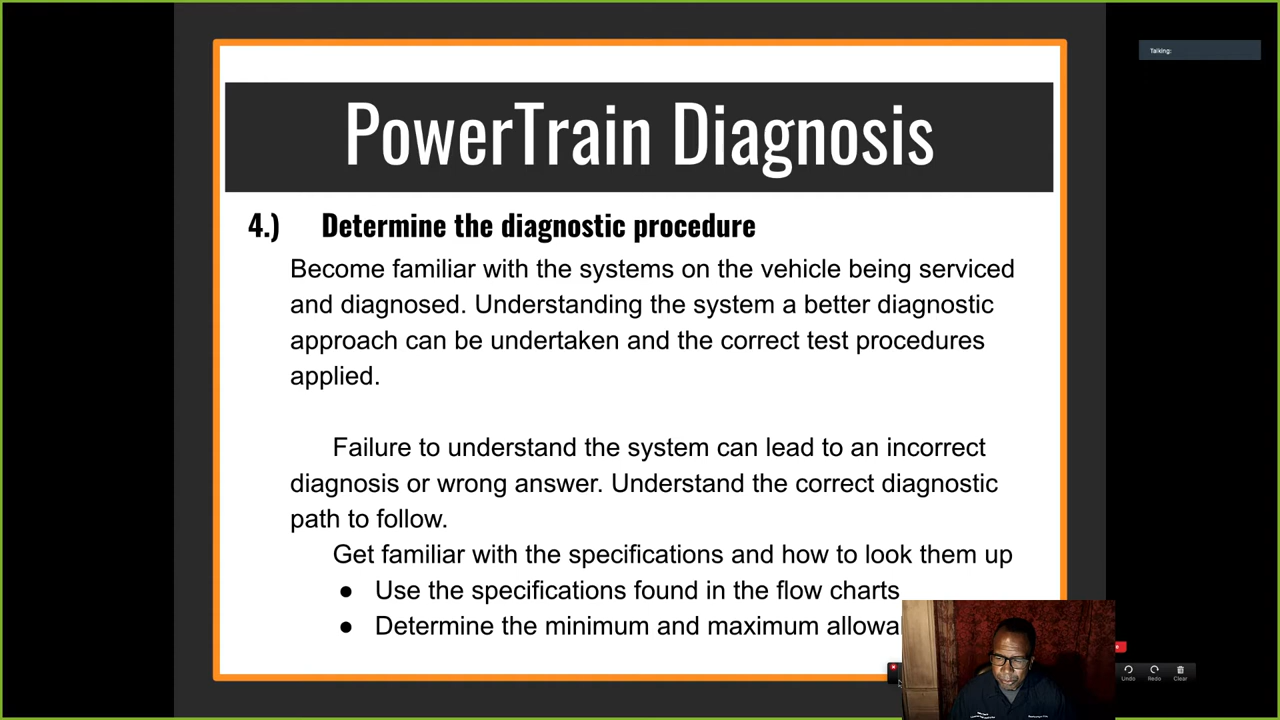 Talking:
PowerTrain Diagnosis
4.) Determine the diagnostic procedure
Become familiar with the systems on the vehicle being serviced
and diagnosed. Understanding the system a better diagnostic
approach can be undertaken and the correct test procedures
applied.
Failure to understand the system can lead to an incorrect
diagnosis or wrong answer. Understand the correct diagnostic
path to follow.
Get familiar with the specifications and how to look them up
● Use the specifications found in the flow charts
● Determine the minimum and maximum allowa
Undo Redo Clear